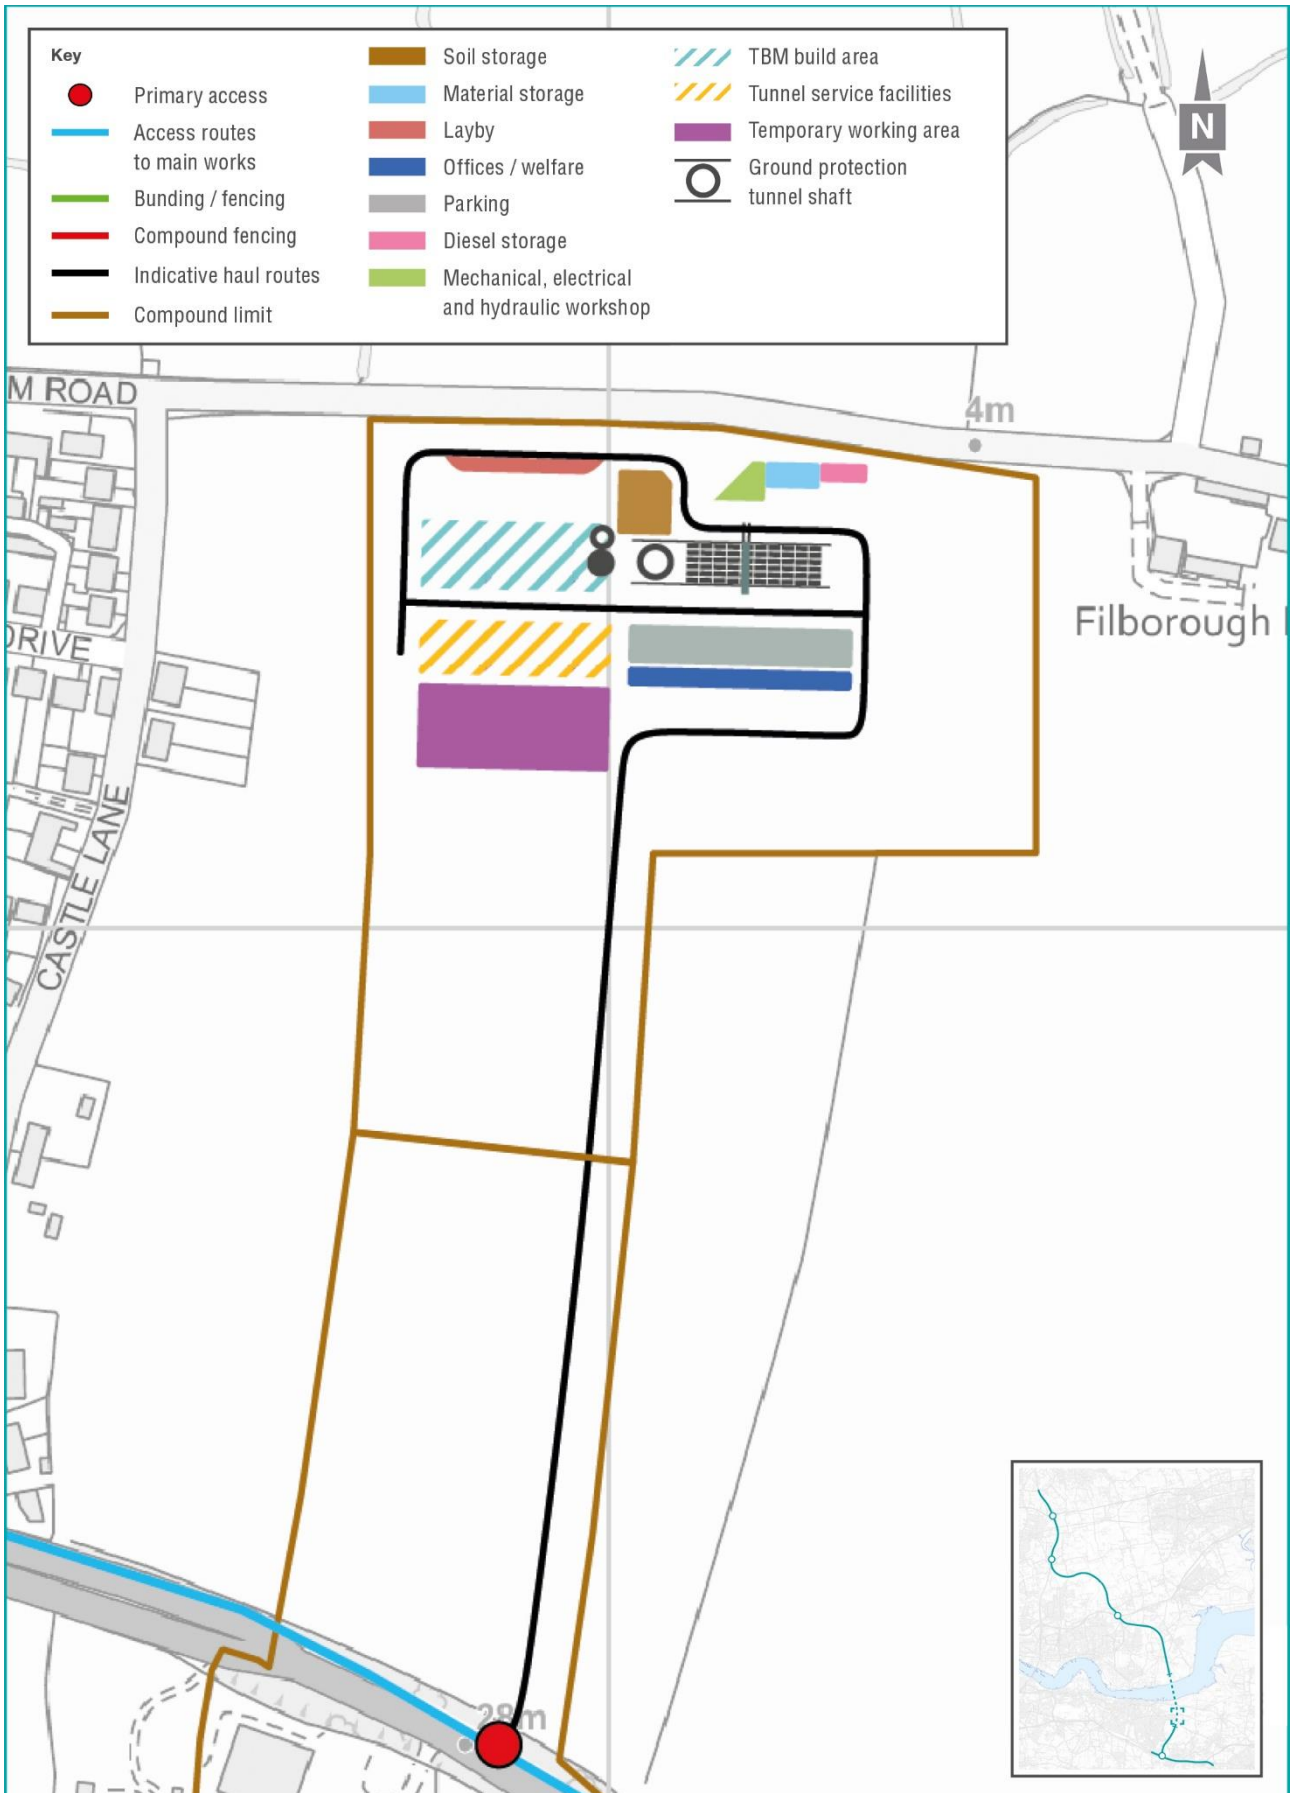 Key
Primary access
Access routes
to main works
Bunding / fencing
Compound fencing
Indicative haul routes
Compound limit
Soil storage
Material storage
Layby
Offices / welfare
Parking
Diesel storage
Mechanical, electrical
and hydraulic workshop
TBM build area
Tunnel service facilities
Temporary working area
Ground protection
tunnel shaft
N
M ROAD
4m
DRIVE
Filborough
CASTLE LANE
28m